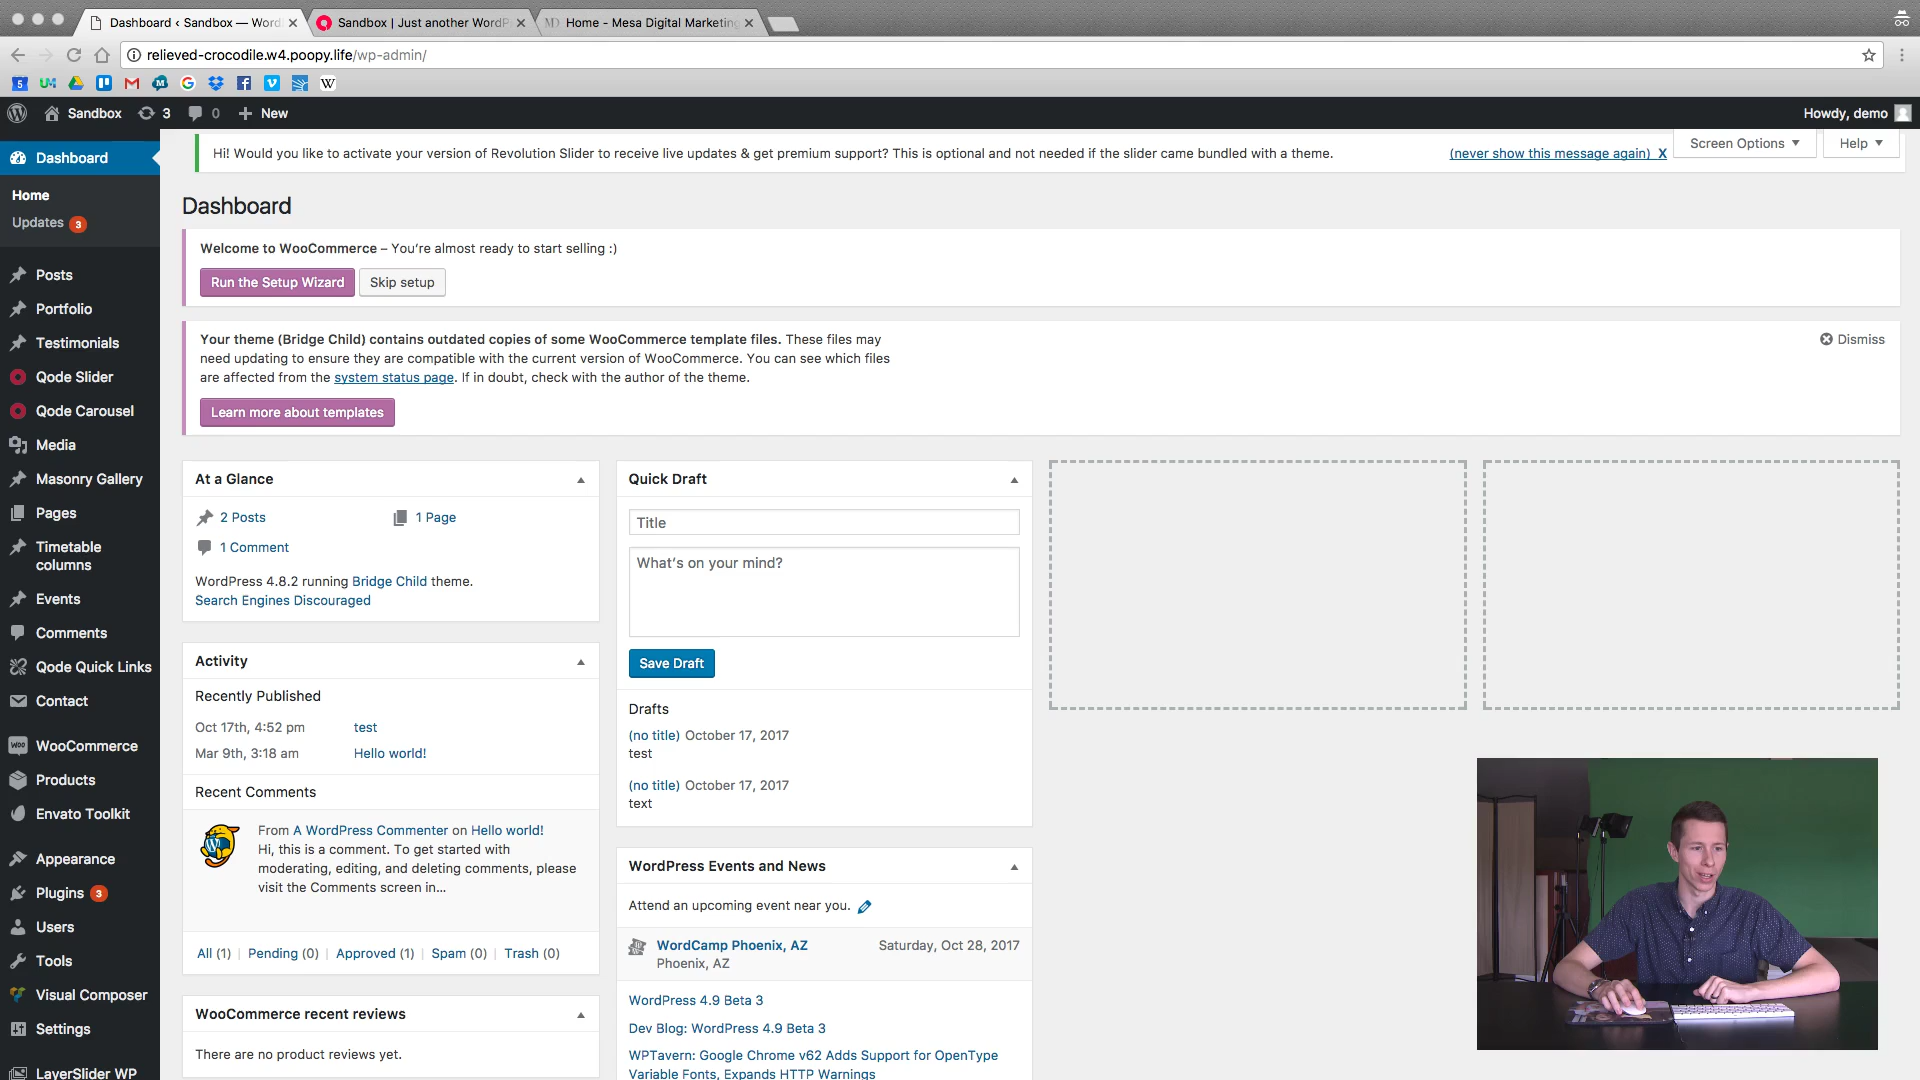 Dashboard ‹ Sandbox — Word
Sandbox | Just another WordP
Home - Mesa Digital Marketing
relieved-crocodile.w4.poopy.life/wp-admin/
Sandbox 3 0 + New
Howdy, demo
Dashboard
Home
Updates 3
Posts
Portfolio
Testimonials
Qode Slider
Qode Carousel
Media
Masonry Gallery
Pages
Timetable
columns
Events
Comments
Qode Quick Links
Contact
WooCommerce
Products
Envato Toolkit
Appearance
Plugins 3
Users
Tools
Visual Composer
Settings
LayerSlider WP
Hi! Would you like to activate your version of Revolution Slider to receive live updates & get premium support? This is optional and not needed if the slider came bundled with a theme.
(never show this message again) X
Screen Options
Help
Dashboard
Welcome to WooCommerce – You're almost ready to start selling :)
Run the Setup Wizard
Skip setup
Your theme (Bridge Child) contains outdated copies of some WooCommerce template files. These files may
need updating to ensure they are compatible with the current version of WooCommerce. You can see which files
are affected from the system status page. If in doubt, check with the author of the theme.
Dismiss
Learn more about templates
At a Glance
2 Posts
1 Page
1 Comment
WordPress 4.8.2 running Bridge Child theme.
Search Engines Discouraged
Activity
Recently Published
Oct 17th, 4:52 pm test
Mar 9th, 3:18 am Hello world!
Recent Comments
From A WordPress Commenter on Hello world!
Hi, this is a comment. To get started with
moderating, editing, and deleting comments, please
visit the Comments screen in...
All (1) | Pending (0) | Approved (1) | Spam (0) | Trash (0)
WooCommerce recent reviews
There are no product reviews yet.
Quick Draft
Title
What's on your mind?
Save Draft
Drafts
(no title) October 17, 2017
test
(no title) October 17, 2017
text
WordPress Events and News
Attend an upcoming event near you.
WordCamp Phoenix, AZ
Saturday, Oct 28, 2017
Phoenix, AZ
WordPress 4.9 Beta 3
Dev Blog: WordPress 4.9 Beta 3
WPTavern: Google Chrome v62 Adds Support for OpenType
Variable Fonts, Expands HTTP Warnings